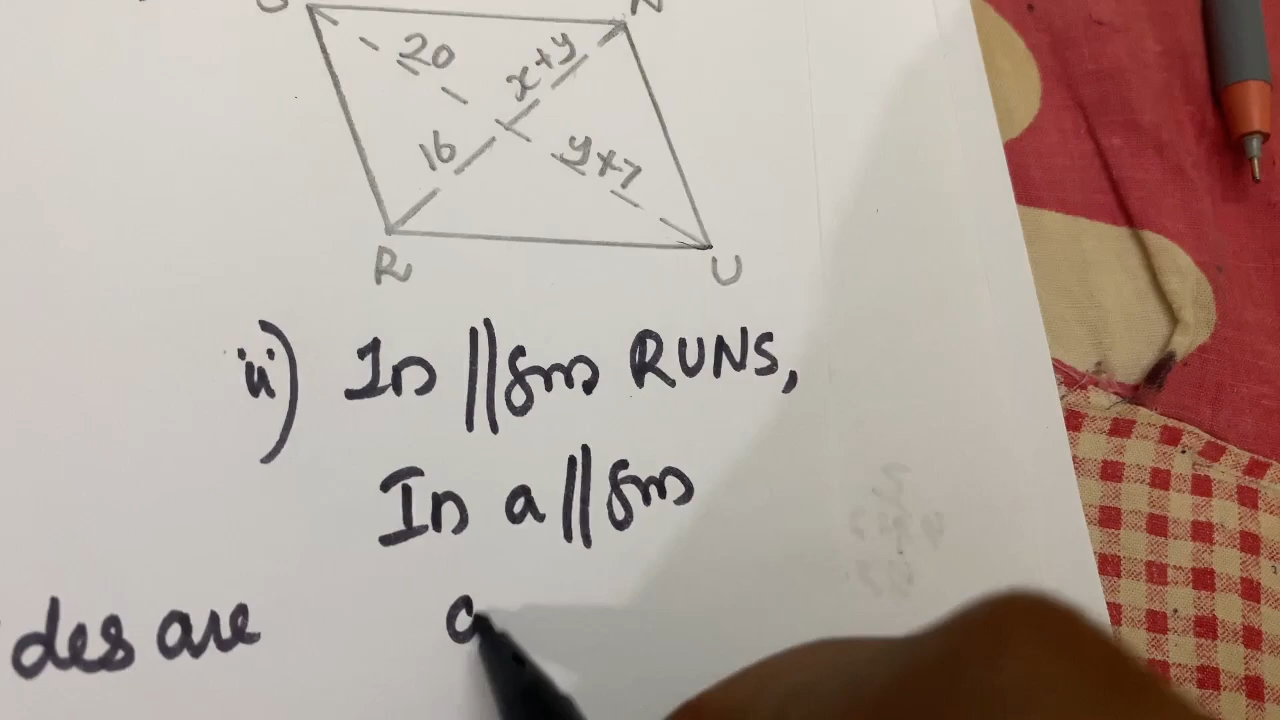 N
20
x+y
16
y+7
R
U
ii) In ||gm RUNS,
In a ||gm
des are